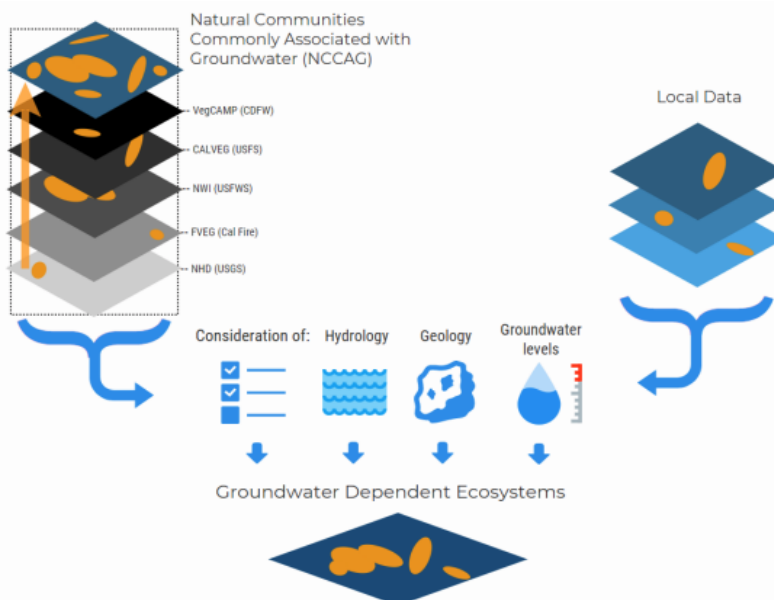 Natural Communities
Commonly Associated with
Groundwater (NCCAG)
VegCAMP (CDFW)
CALVEG (USFS)
NWI (USFWS)
FVEG (Cal Fire)
NHD (USGS)
Local Data
Consideration of:
Hydrology
Geology
Groundwater
levels
Groundwater Dependent Ecosystems